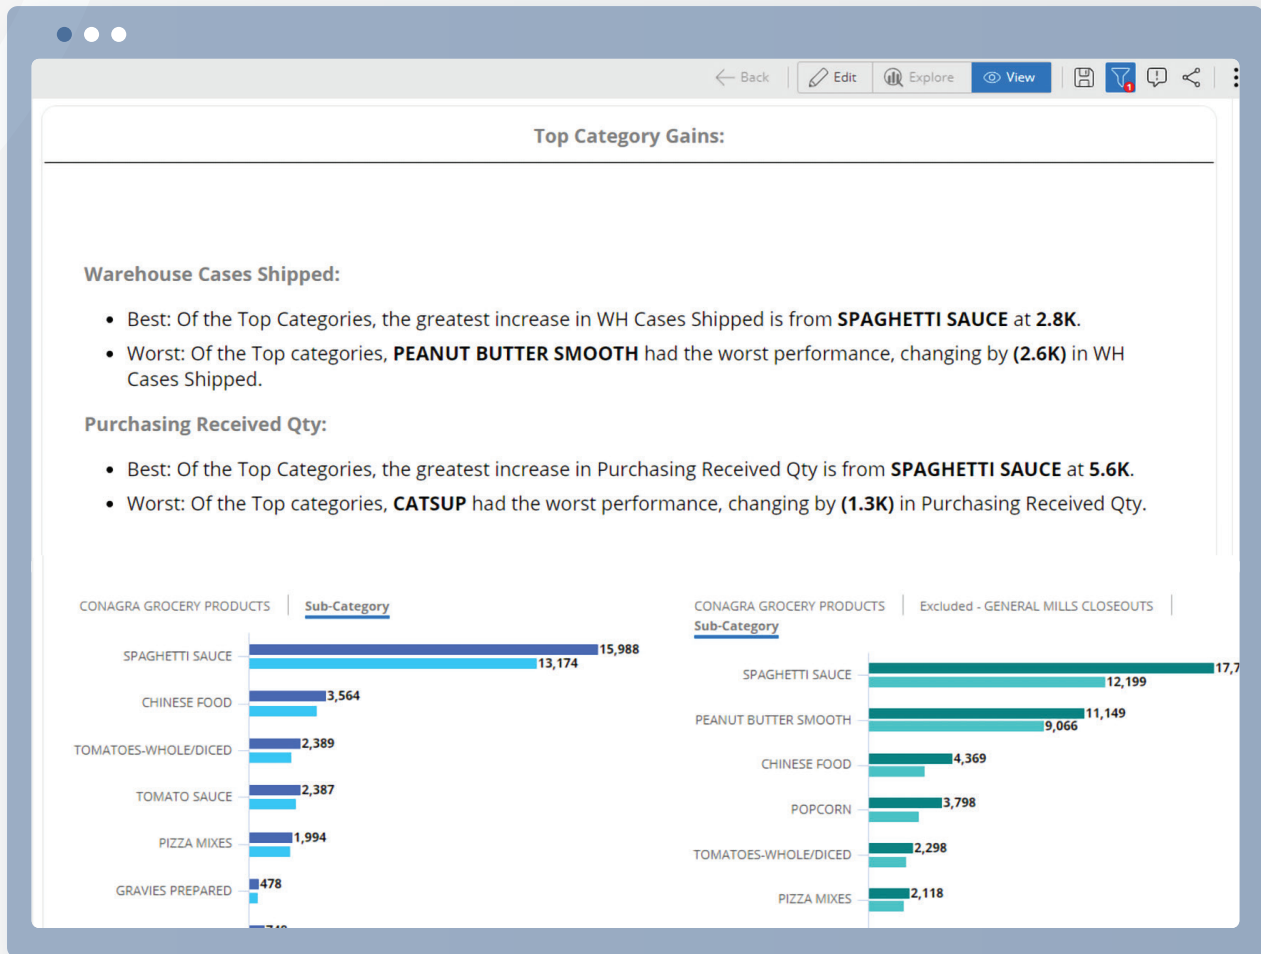 Back Edit Explore View 1
Top Category Gains:
Warehouse Cases Shipped:
• Best: Of the Top Categories, the greatest increase in WH Cases Shipped is from SPAGHETTI SAUCE at 2.8K.
• Worst: Of the Top categories, PEANUT BUTTER SMOOTH had the worst performance, changing by (2.6K) in WH
Cases Shipped.
Purchasing Received Qty:
• Best: Of the Top Categories, the greatest increase in Purchasing Received Qty is from SPAGHETTI SAUCE at 5.6K.
• Worst: Of the Top categories, CATSUP had the worst performance, changing by (1.3K) in Purchasing Received Qty.
CONAGRA GROCERY PRODUCTS Sub-Category
SPAGHETTI SAUCE 15,988
13,174
CHINESE FOOD 3,564
TOMATOES-WHOLE/DICED 2,389
TOMATO SAUCE 2,387
PIZZA MIXES 1,994
GRAVIES PREPARED 478
CONAGRA GROCERY PRODUCTS Excluded - GENERAL MILLS CLOSEOUTS
Sub-Category
SPAGHETTI SAUCE 17,7
12,199
PEANUT BUTTER SMOOTH 11,149
9,066
CHINESE FOOD 4,369
POPCORN 3,798
TOMATOES-WHOLE/DICED 2,298
PIZZA MIXES 2,118